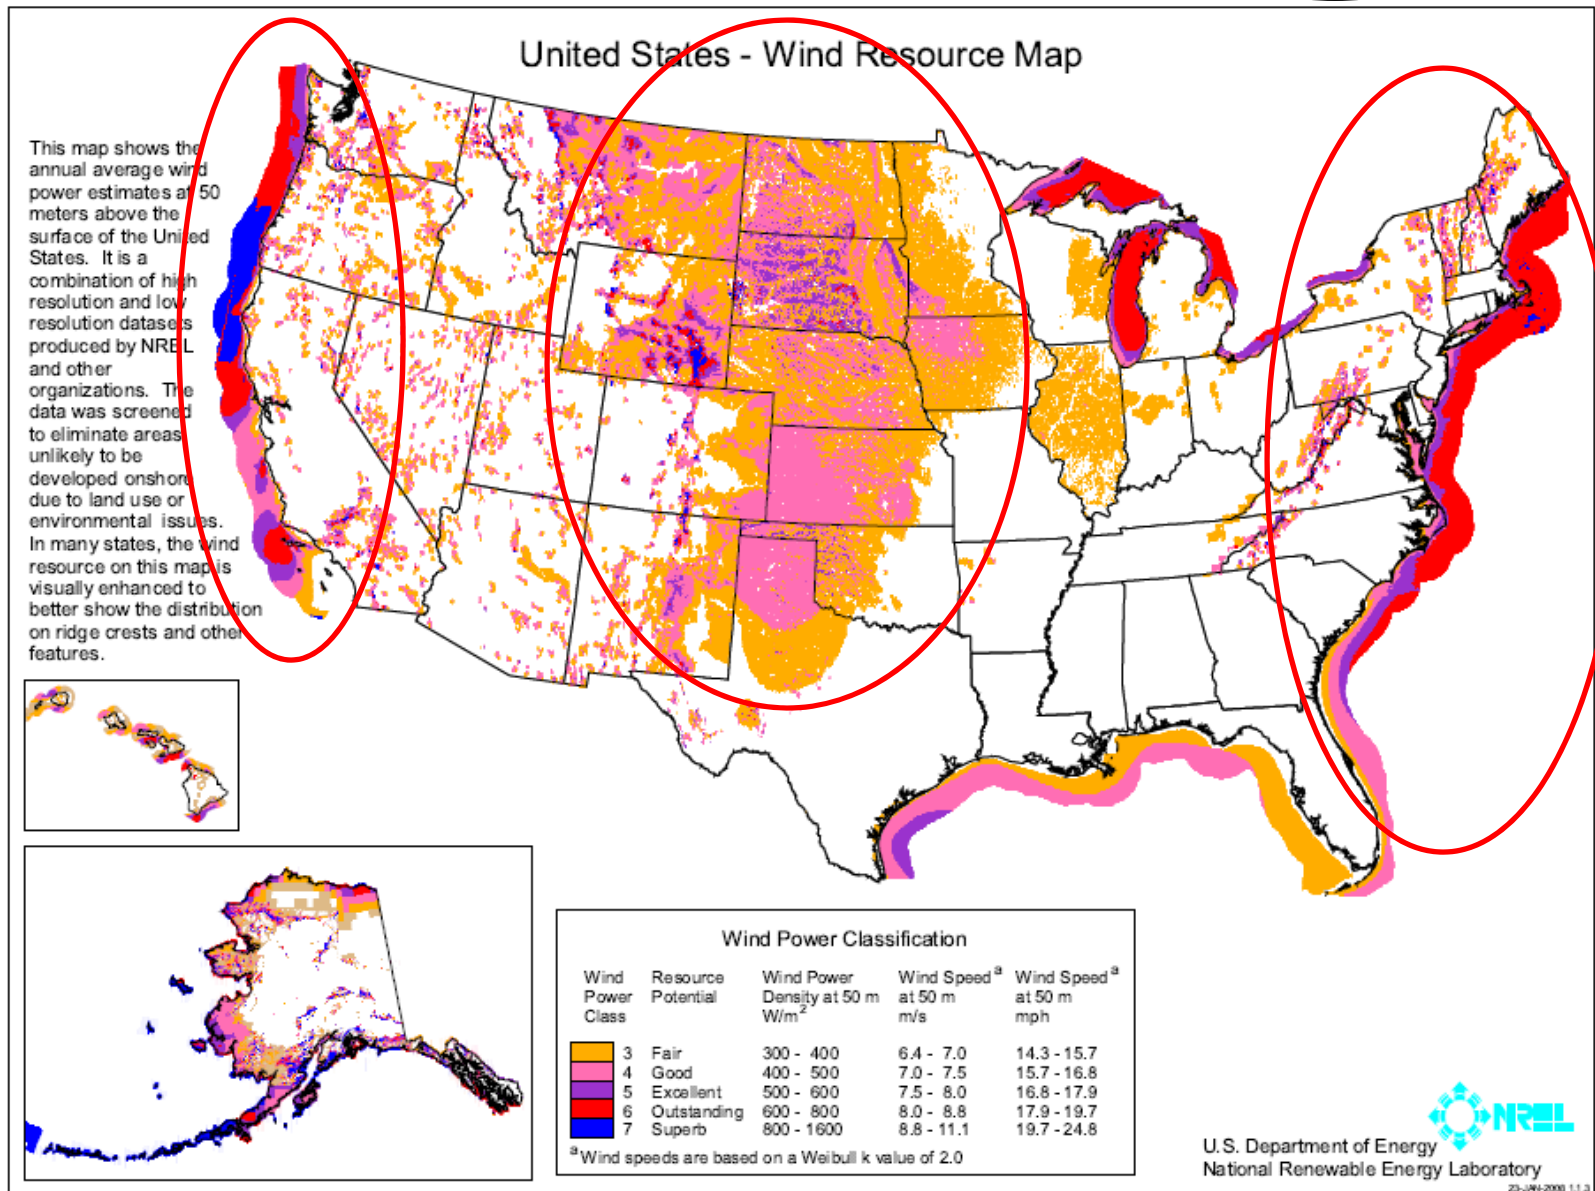 United States - Wind Resource Map
This map shows the
annual average wind
power estimates at 50
meters above the
surface of the United
States. It is a
combination of high
resolution and low
resolution datasets
produced by NREL
and other
organizations. The
data was screened
to eliminate areas
unlikely to be
developed onshore
due to land use or
environmental issues.
In many states, the wind
resource on this map is
visually enhanced to
better show the distribution
on ridge crests and other
features.
Wind Power Classification
Wind Resource Wind Power Wind Speed a Wind Speed a
Power Potential Density at 50 m at 50 m at 50 m
Class W/m2 m/s mph
3 Fair 300 - 400 6.4 - 7.0 14.3 - 15.7
4 Good 400 - 500 7.0 - 7.5 15.7 - 16.8
5 Excellent 500 - 600 7.5 - 8.0 16.8 - 17.9
6 Outstanding 600 - 800 8.0 - 8.8 17.9 - 19.7
7 Superb 800 - 1600 8.8 - 11.1 19.7 - 24.8
a Wind speeds are based on a Weibull k value of 2.0
NREL
U.S. Department of Energy
National Renewable Energy Laboratory